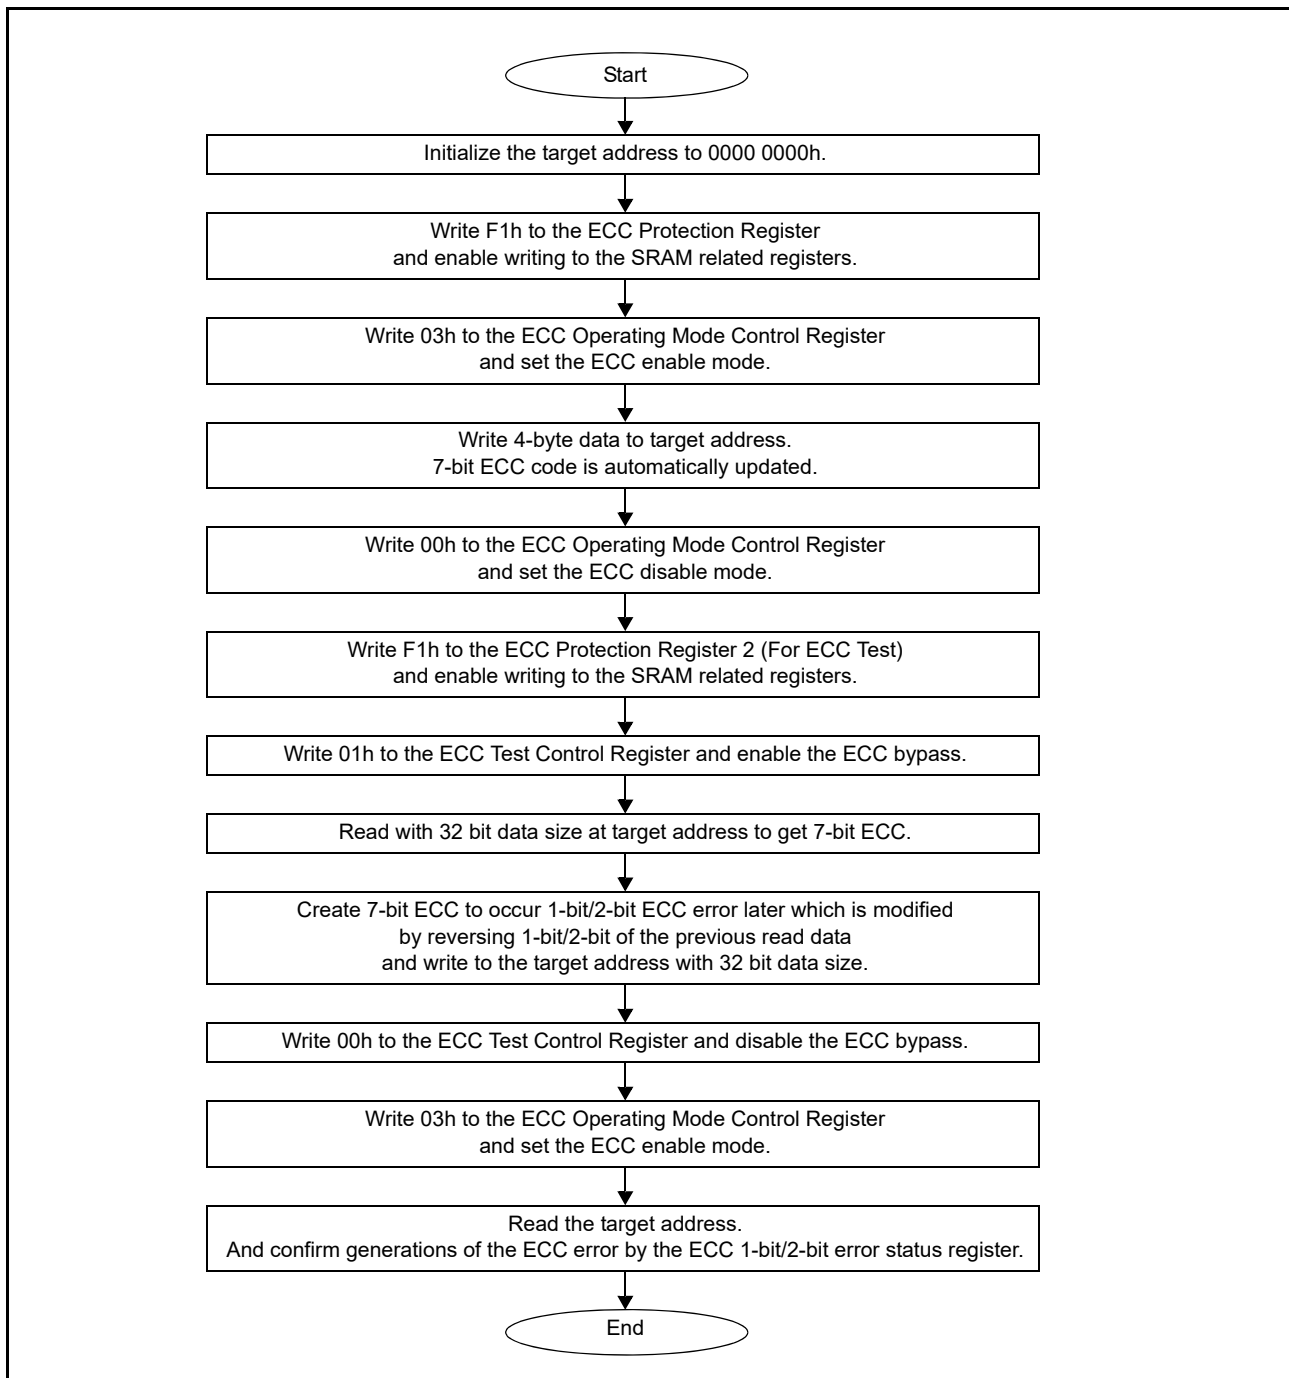 Start
Initialize the target address to 0000 0000h.
Write F1h to the ECC Protection Register
and enable writing to the SRAM related registers.
Write 03h to the ECC Operating Mode Control Register
and set the ECC enable mode.
Write 4-byte data to target address.
7-bit ECC code is automatically updated.
Write 00h to the ECC Operating Mode Control Register
and set the ECC disable mode.
Write F1h to the ECC Protection Register 2 (For ECC Test)
and enable writing to the SRAM related registers.
Write 01h to the ECC Test Control Register and enable the ECC bypass.
Read with 32 bit data size at target address to get 7-bit ECC.
Create 7-bit ECC to occur 1-bit/2-bit ECC error later which is modified
by reversing 1-bit/2-bit of the previous read data
and write to the target address with 32 bit data size.
Write 00h to the ECC Test Control Register and disable the ECC bypass.
Write 03h to the ECC Operating Mode Control Register
and set the ECC enable mode.
Read the target address.
And confirm generations of the ECC error by the ECC 1-bit/2-bit error status register.
End